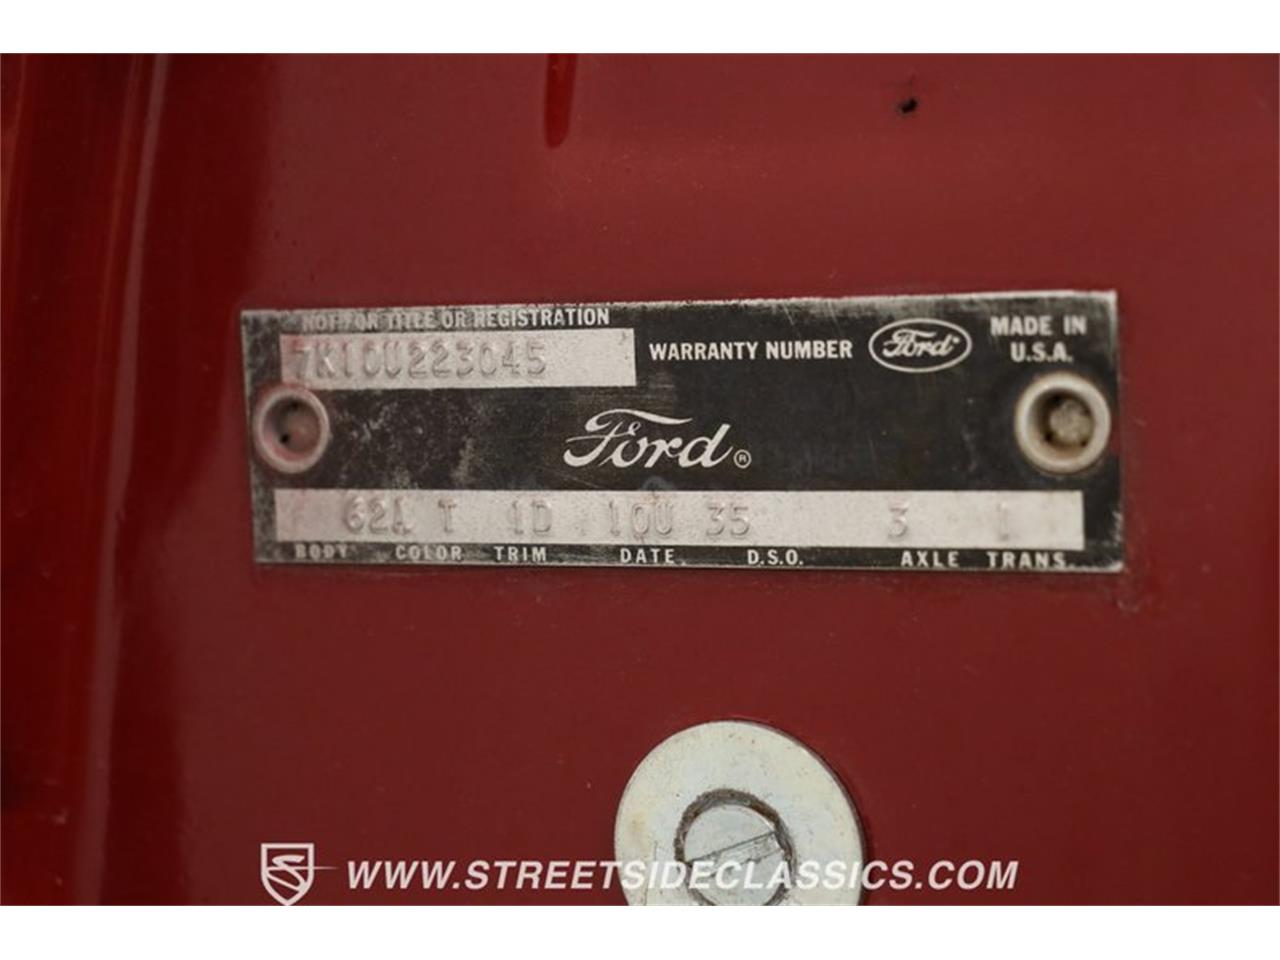 NOT FOR TITLE OR REGISTRATION
7K10U223045
WARRANTY NUMBER
Ford
MADE IN
U.S.A.
Ford ®
62A T 1D 10U 35 3 1
BODY COLOR TRIM DATE D.S.O. AXLE TRANS.
WWW.STREETSIDECLASSICS.COM